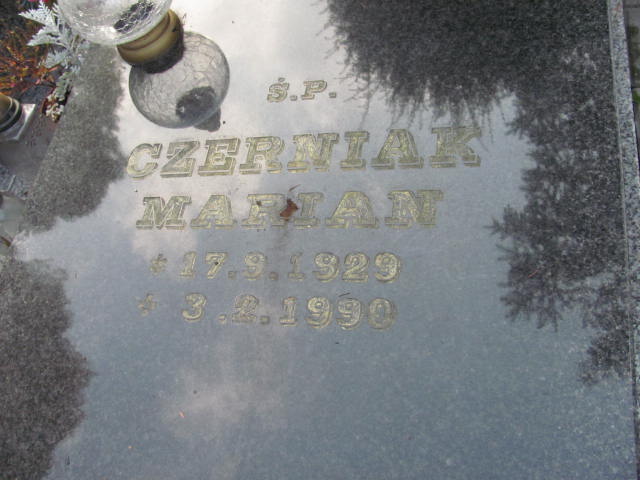 Ś.P.
CZERNIAK
MARIAN
+ 17.9.1929
+ 3.2.1990